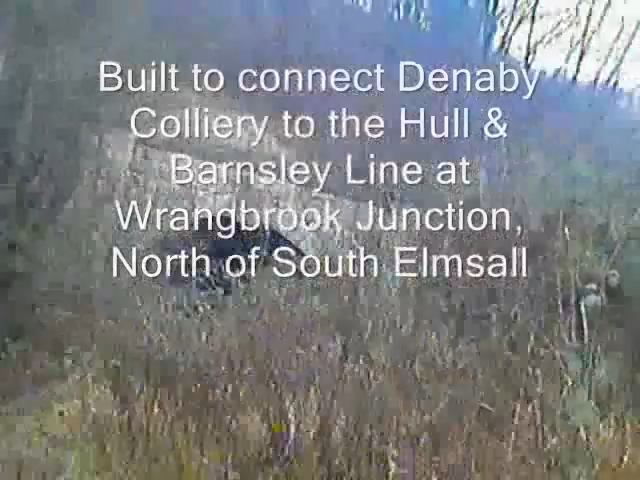 Built to connect Denaby
Colliery to the Hull &
Barnsley Line at
Wrangbrook Junction,
North of South Elmsall